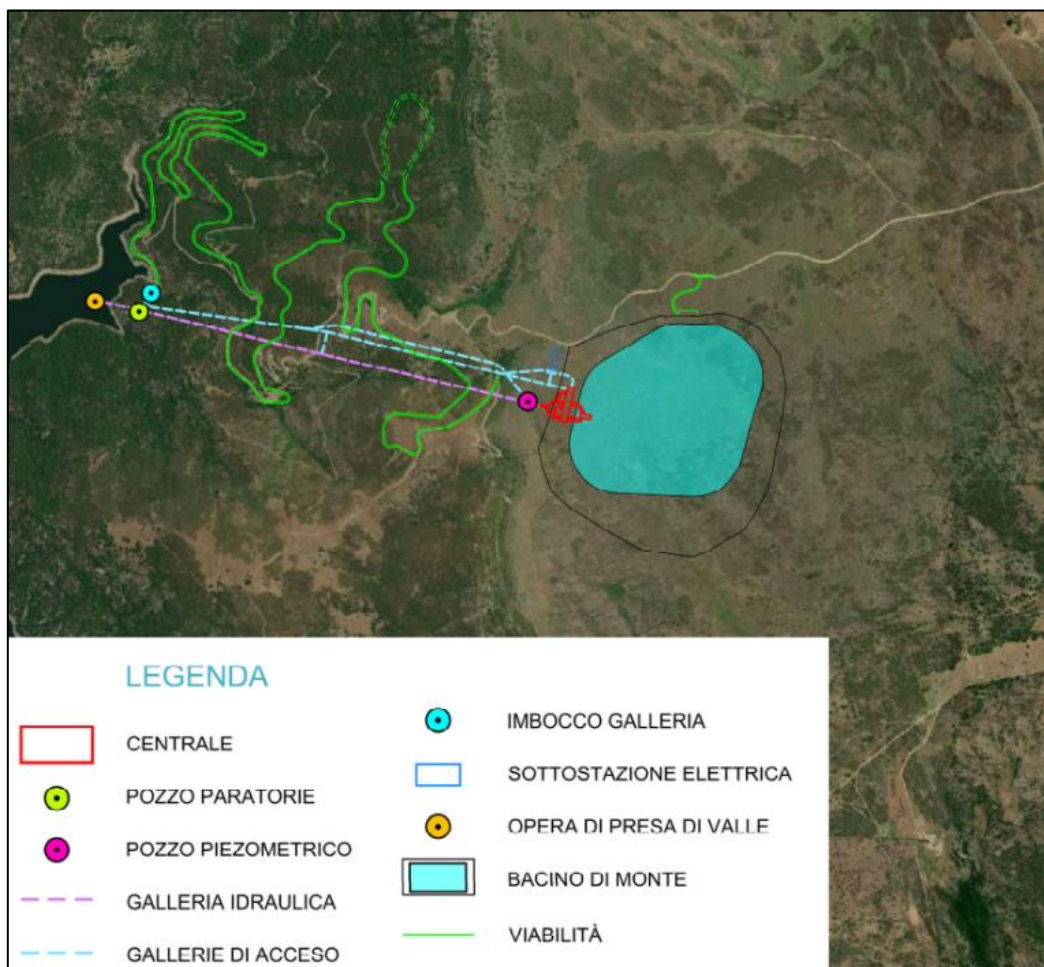 LEGENDA
CENTRALE
POZZO PARATORIE
POZZO PIEZOMETRICO
GALLERIA IDRAULICA
GALLERIE DI ACCESO
IMBOCCO GALLERIA
SOTTOSTAZIONE ELETTRICA
OPERA DI PRESA DI VALLE
BACINO DI MONTE
VIABILITÀ